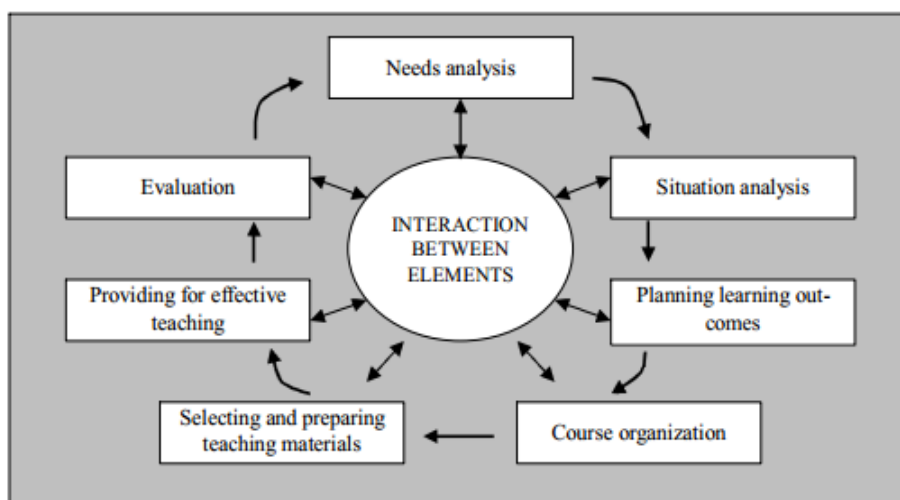 Needs analysis
Situation analysis
Planning learning out-
comes
Course organization
Selecting and preparing
teaching materials
Providing for effective
teaching
Evaluation
INTERACTION
BETWEEN
ELEMENTS